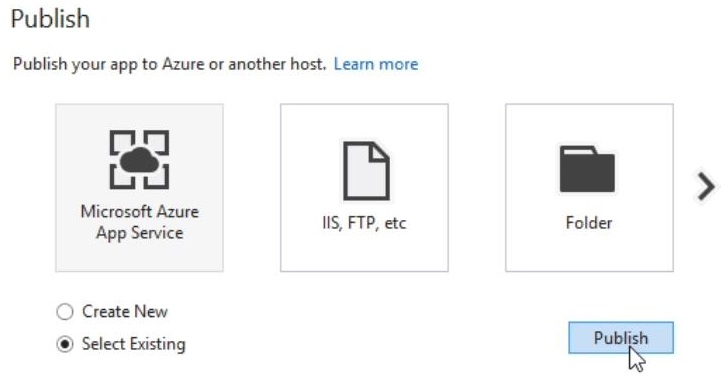 Publish
Publish your app to Azure or another host. Learn more
Microsoft Azure
App Service
IIS, FTP, etc
Folder
Create New
Select Existing
Publish